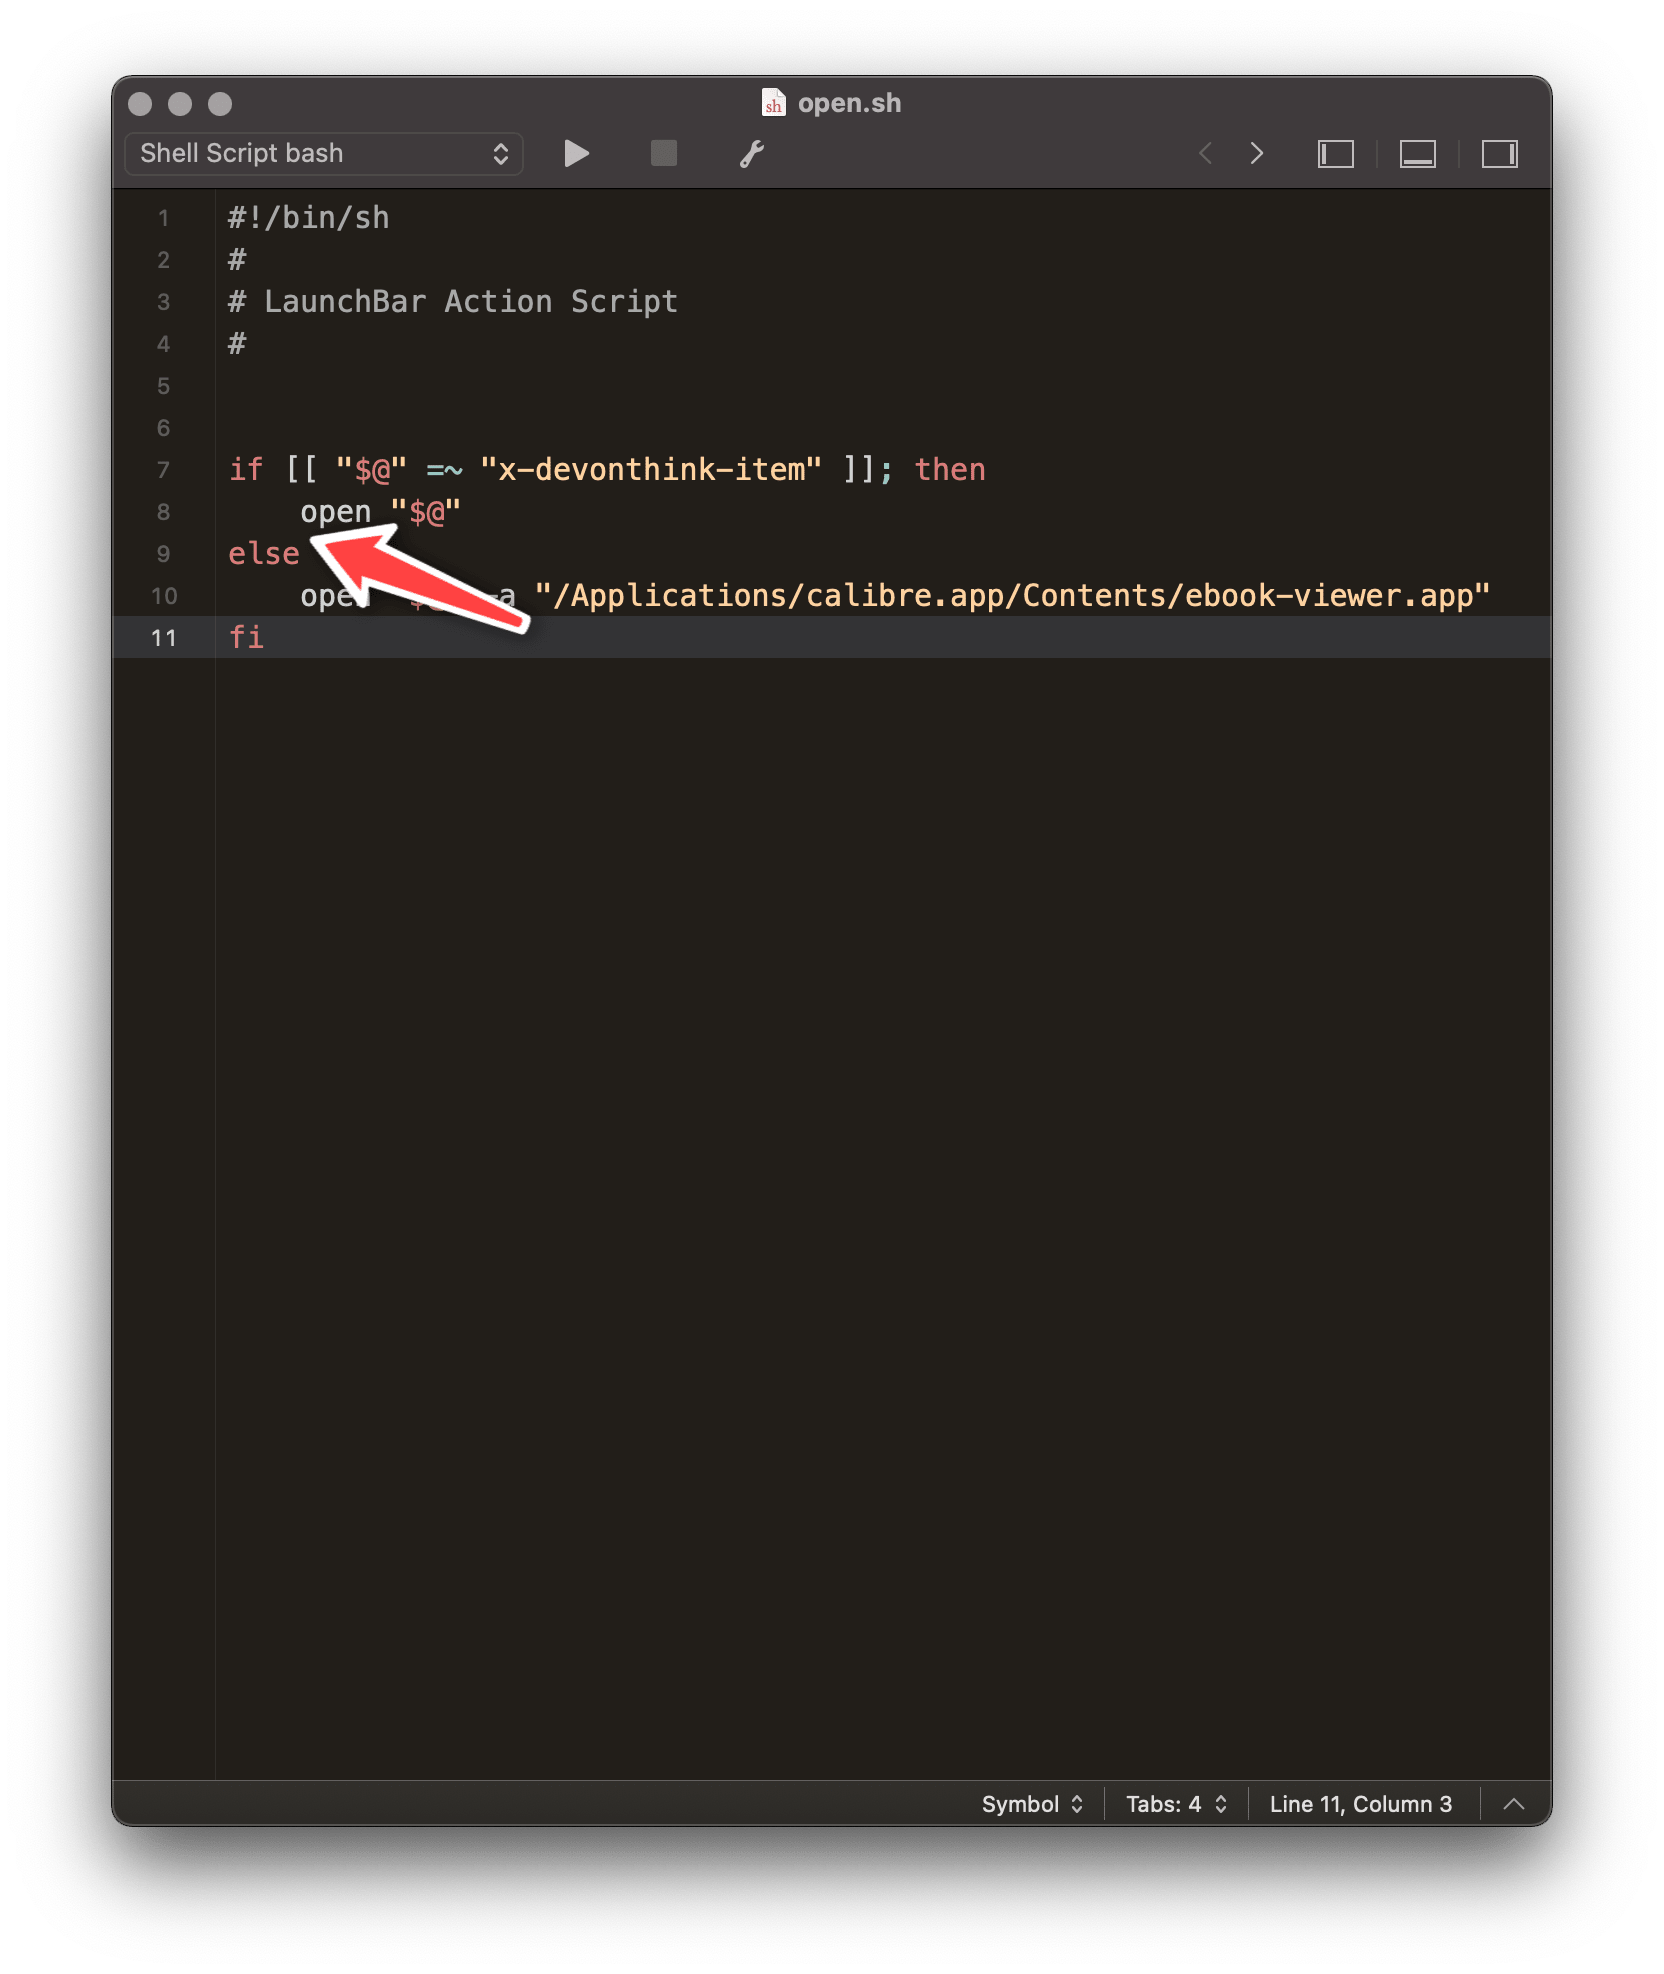 sh open.sh
Shell Script bash
1 #!/bin/sh
2 #
3 # LaunchBar Action Script
4 #
5
6
7 if [[ "$@" =~ "x-devonthink-item" ]]; then
8 open "$@"
9 else
10 open -a "/Applications/calibre.app/Contents/ebook-viewer.app"
11 fi
Symbol Tabs: 4 Line 11, Column 3